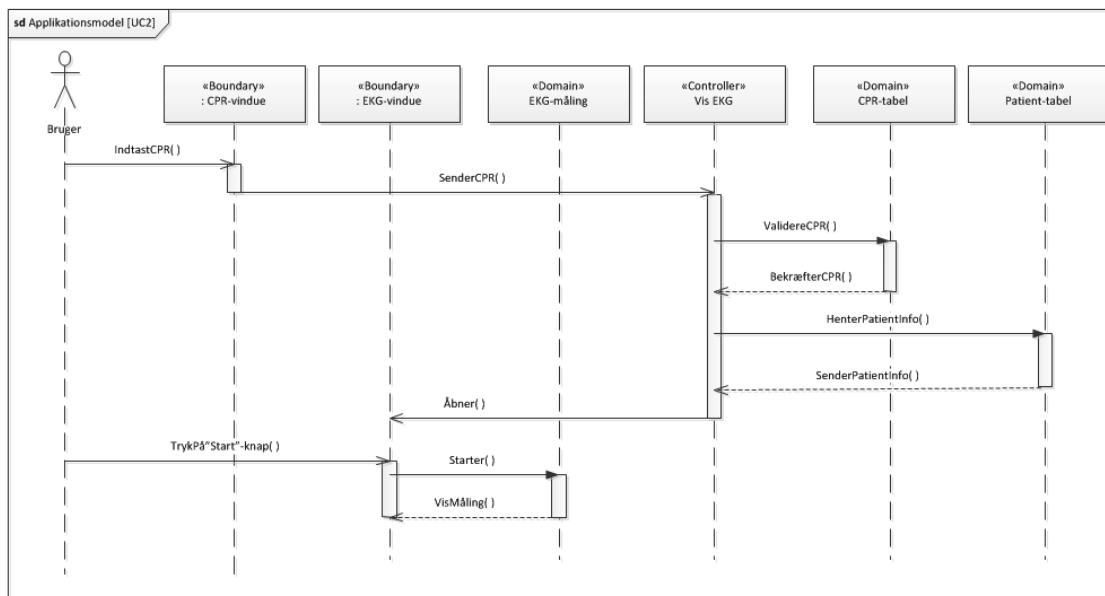 sd Applikationsmodel [UC2]
«Boundary»
: CPR-vindue
«Boundary»
: EKG-vindue
«Domain»
EKG-måling
«Controller»
Vis EKG
«Domain»
CPR-tabel
«Domain»
Patient-tabel
Bruger
IndtastCPR( )
SenderCPR( )
ValidereCPR( )
BekræfterCPR( )
HenterPatientInfo( )
SenderPatientInfo( )
Åbner( )
TrykPå"Start"-knap( )
Starter( )
VisMåling( )